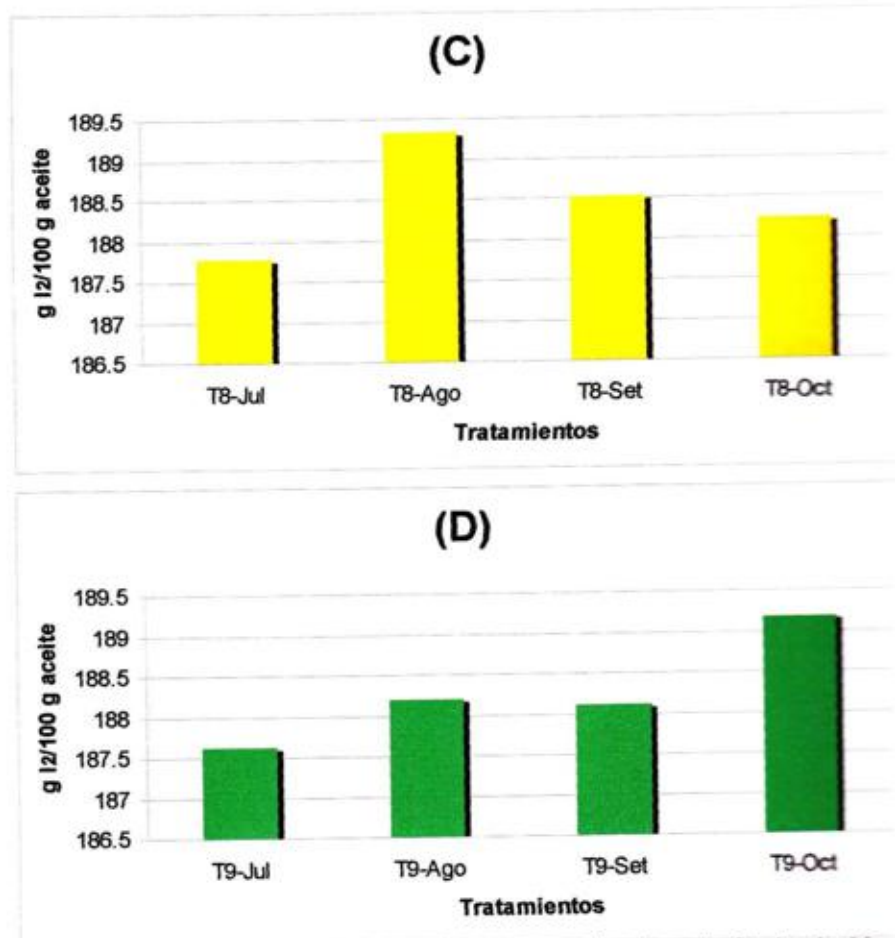 (C)
g I2/100 g aceite
189.5
189
188.5
188
187.5
187
186.5
T8-Jul T8-Ago T8-Set T8-Oct
Tratamientos
(D)
g I2/100 g aceite
189.5
189
188.5
188
187.5
187
186.5
T9-Jul T9-Ago T9-Set T9-Oct
Tratamientos